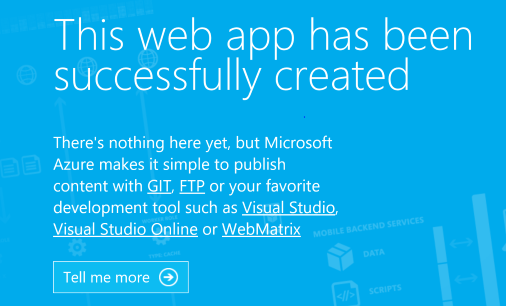 This web app has been
successfully created
There's nothing here yet, but Microsoft
Azure makes it simple to publish
content with GIT, FTP or your favorite
development tool such as Visual Studio,
Visual Studio Online or WebMatrix
MOBILE BACKEND SERVICES
DATA
Tell me more
SCRIPTS